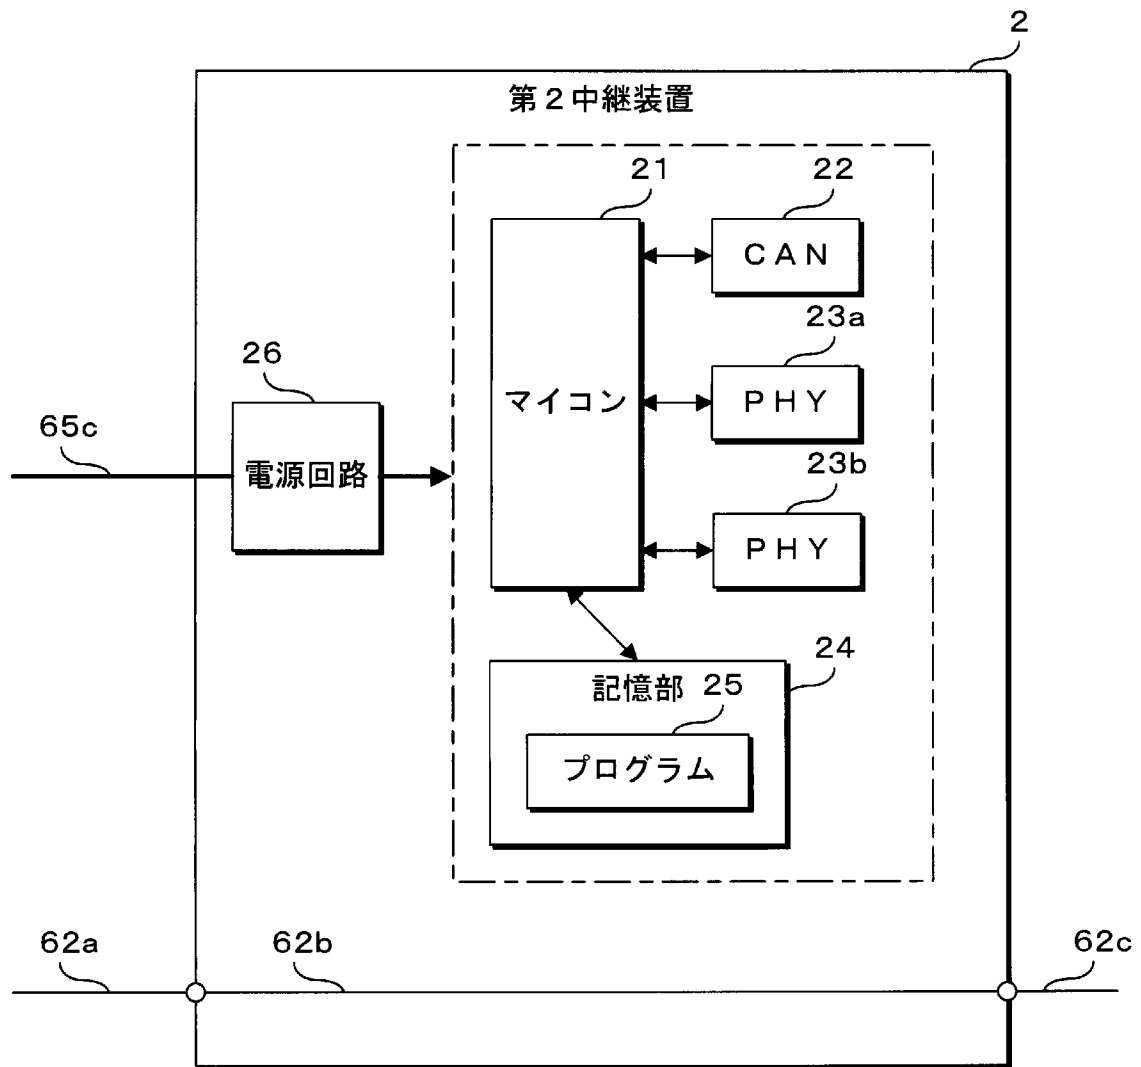 2
第2中継装置
21
22
CAN
23a
26
マイコン
PHY
65c
電源回路
23b
PHY
24
記憶部 25
プログラム
62a
62b
62c